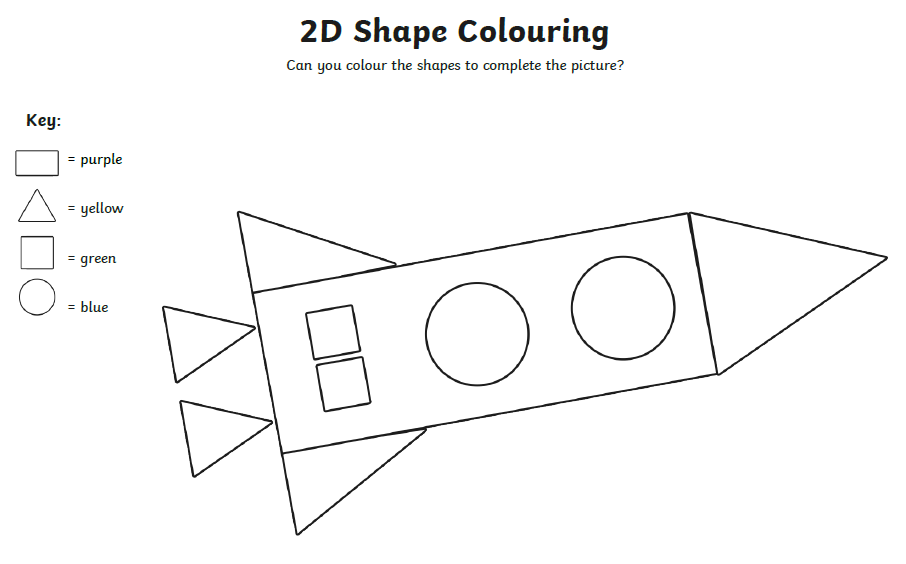 2D Shape Colouring
Can you colour the shapes to complete the picture?
Key:
= purple
= yellow
= green
= blue